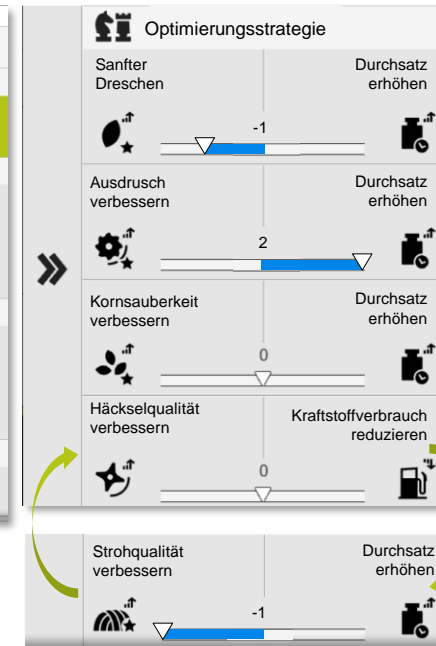 Optimierungsstrategie
Sanfter
Dreschen
Durchsatz
erhöhen
-1
Ausdrusch
verbessern
Durchsatz
erhöhen
2
Kornsauberkeit
verbessern
Durchsatz
erhöhen
0
Häckselqualität
verbessern
Kraftstoffverbrauch
reduzieren
0
Strohqualität
verbessern
Durchsatz
erhöhen
-1